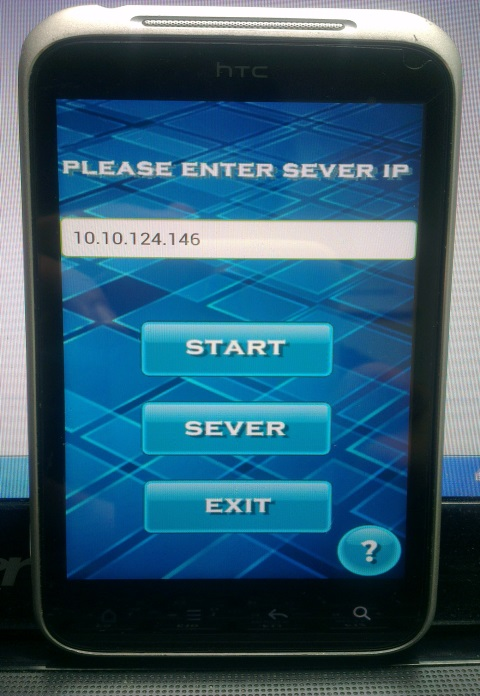 hTC
PLEASE ENTER SEVER IP
10.10.124.146
START
SEVER
EXIT
?